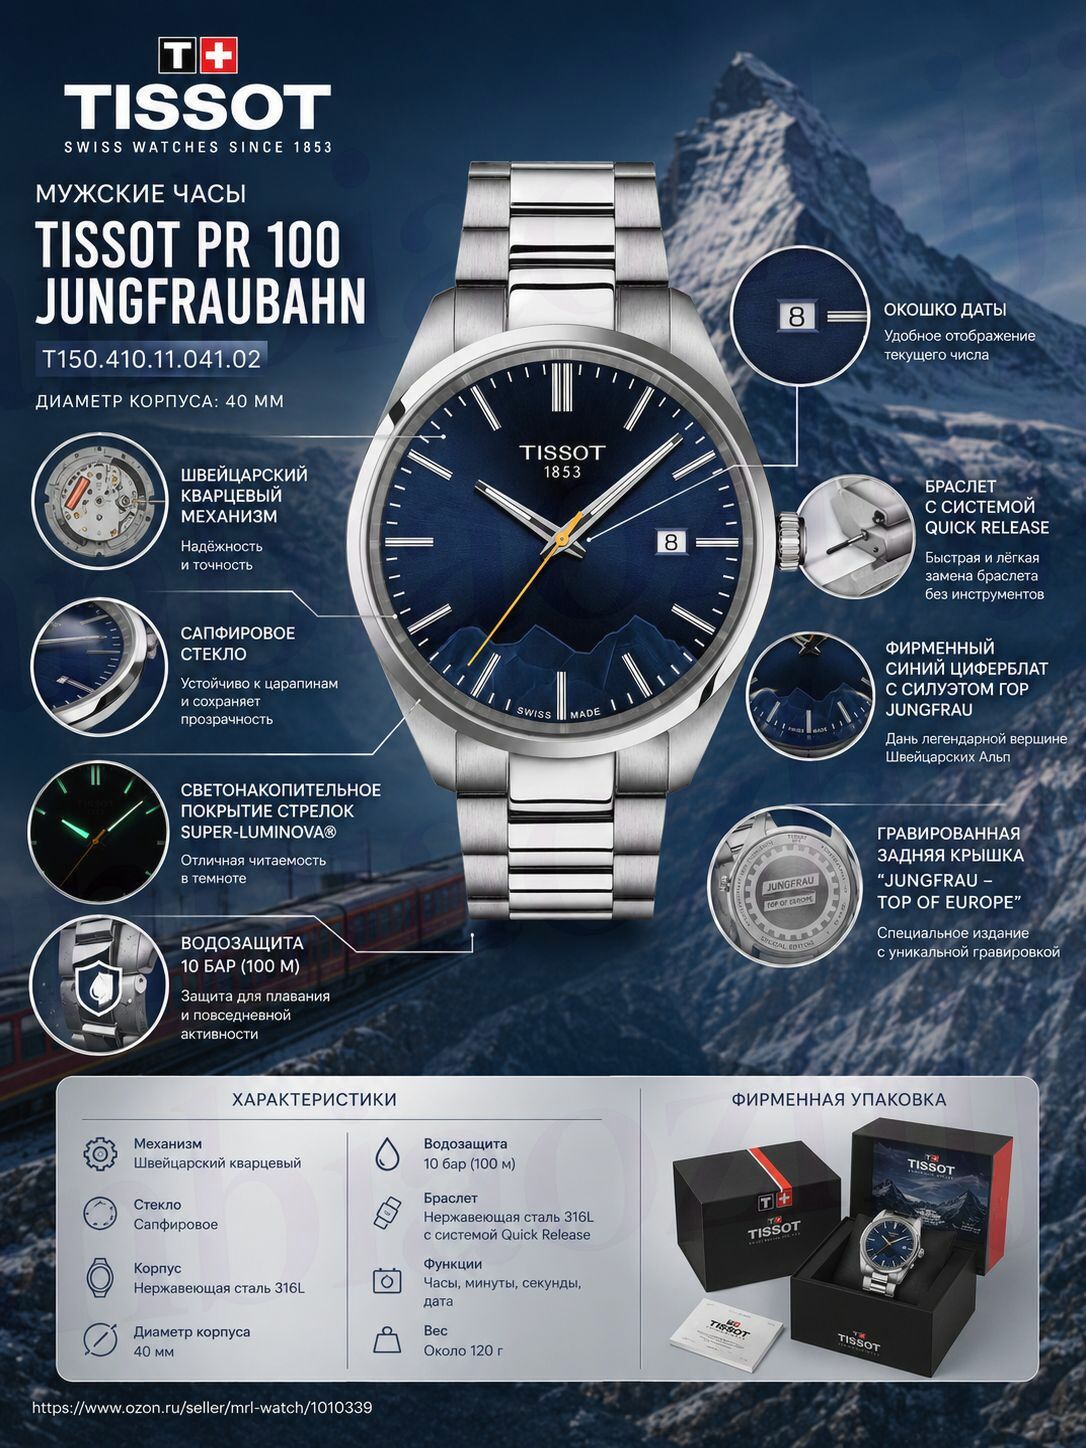 TISSOT
SWISS WATCHES SINCE 1853
МУЖСКИЕ ЧАСЫ
TISSOT PR 100
JUNGFRAUBAHN
T150.410.11.041.02
ДИАМЕТР КОРПУСА: 40 ММ
ШВЕЙЦАРСКИЙ
КВАРЦЕВЫЙ
МЕХАНИЗМ
Надёжность
и точность
САПФИРОВОЕ
СТЕКЛО
Устойчиво к царапинам
и сохраняет
прозрачность
СВЕТОНАКОПИТЕЛЬНОЕ
ПОКРЫТИЕ СТРЕЛОК
SUPER-LUMINOVA®
Отличная читаемость
в темноте
ВОДОЗАЩИТА
10 БАР (100 М)
Защита для плавания
и повседневной
активности
TISSOT
1853
8
SWISS MADE
8
ОКОШКО ДАТЫ
Удобное отображение
текущего числа
БРАСЛЕТ
С СИСТЕМОЙ
QUICK RELEASE
Быстрая и лёгкая
замена браслета
без инструментов
ФИРМЕННЫЙ
СИНИЙ ЦИФЕРБЛАТ
С СИЛУЭТОМ ГОР
JUNGFRAU
Дань легендарной вершине
Швейцарских Альп
JUNGFRAU
TOP OF EUROPE
SPECIAL EDITION
ГРАВИРОВАННАЯ
ЗАДНЯЯ КРЫШКА
“JUNGFRAU –
TOP OF EUROPE”
Специальное издание
с уникальной гравировкой
ХАРАКТЕРИСТИКИ
Механизм
Швейцарский кварцевый
Стекло
Сапфировое
Корпус
Нержавеющая сталь 316L
Диаметр корпуса
40 мм
Водозащита
10 бар (100 м)
Браслет
Нержавеющая сталь 316L
с системой Quick Release
Функции
Часы, минуты, секунды,
дата
Вес
Около 120 г
ФИРМЕННАЯ УПАКОВКА
TISSOT
TISSOT
TISSOT
TISSOT
https://www.ozon.ru/seller/mrl-watch/1010339